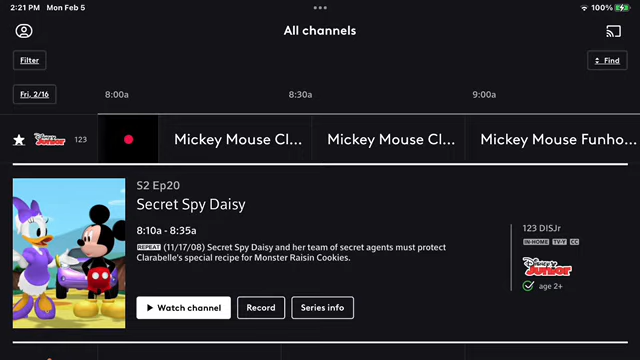 2:21 PM Mon Feb 5
100%
All channels
Filter
Find
Fri, 2/16
8:00a
8:30a
9:00a
Disney Junior
123
Mickey Mouse Cl...
Mickey Mouse Cl...
Mickey Mouse Funho...
S2 Ep20
Secret Spy Daisy
8:10a - 8:35a
REPEAT (11/17/08) Secret Spy Daisy and her team of secret agents must protect
Clarabelle's special recipe for Monster Raisin Cookies.
123 DISJr
IN-HOME TV-Y CC
Disney Junior
age 2+
Watch channel
Record
Series info